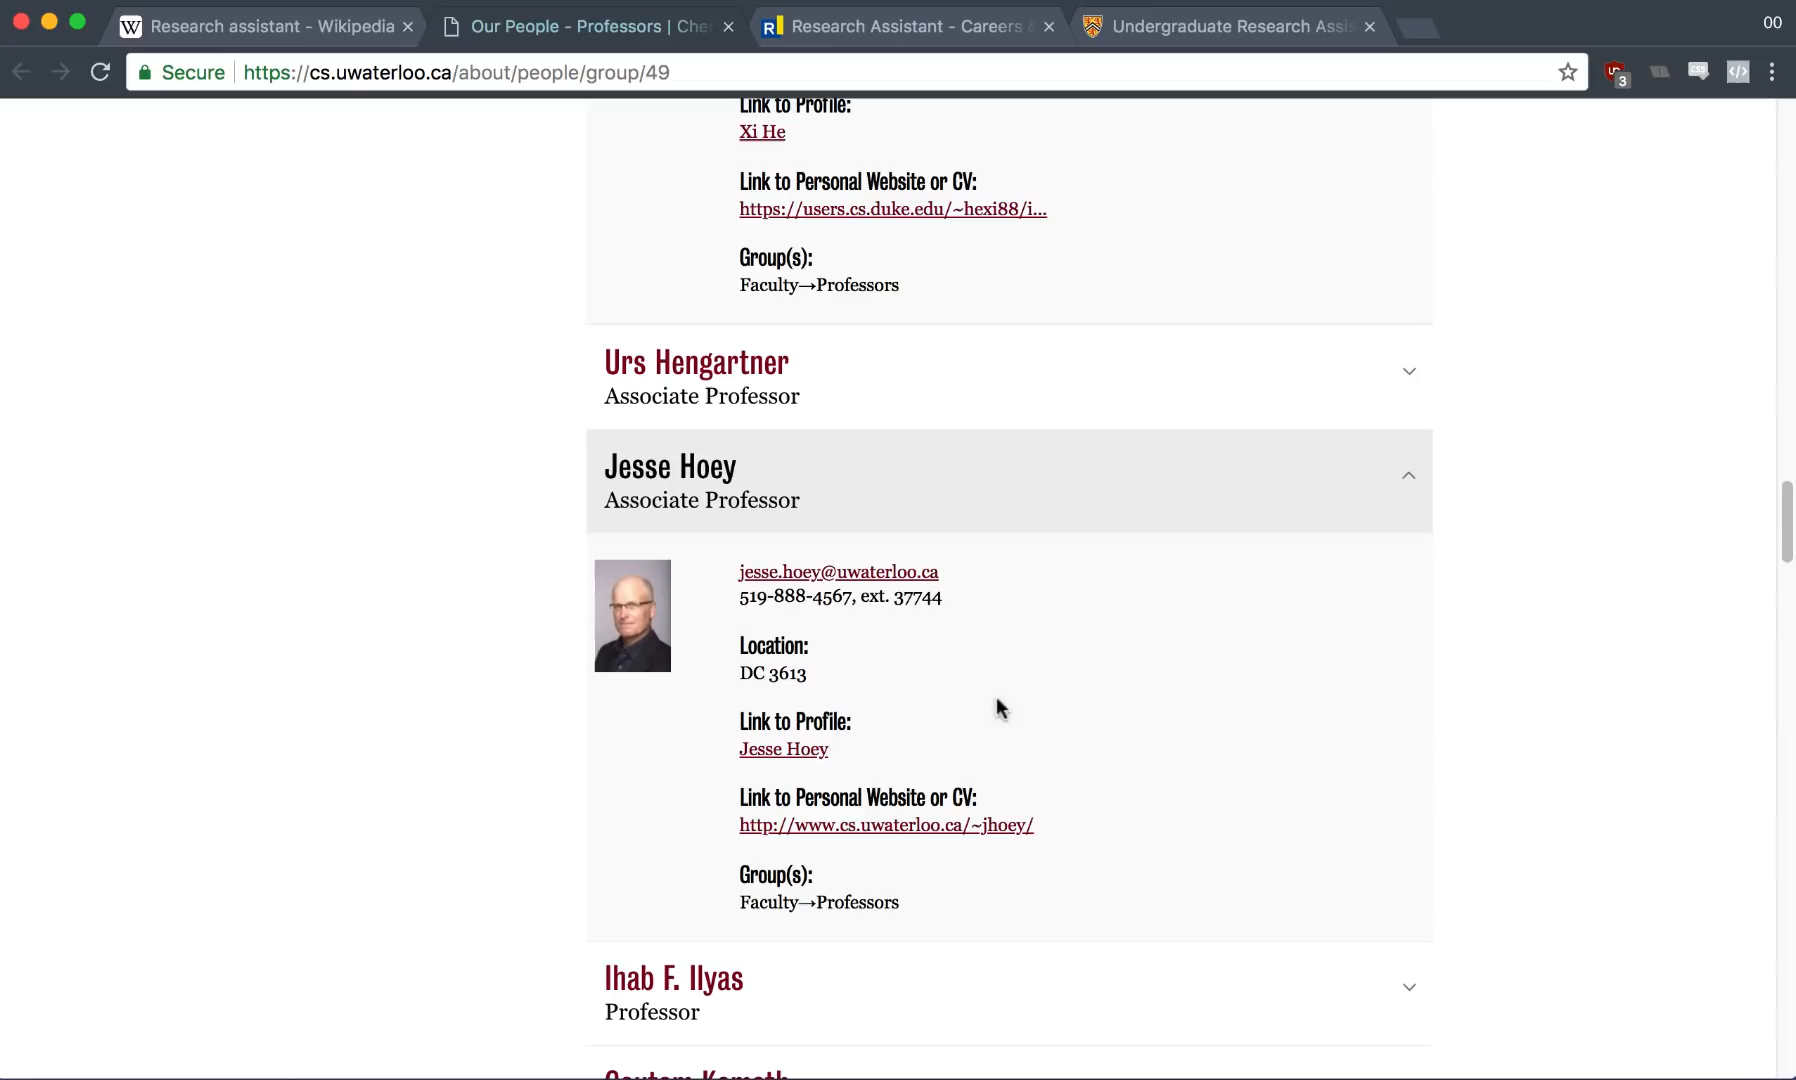 Research assistant - Wikipedia
Our People - Professors | Che
Research Assistant - Careers &
Undergraduate Research Assis
Secure
https://cs.uwaterloo.ca/about/people/group/49
3
Link to Profile:
Xi He
Link to Personal Website or CV:
https://users.cs.duke.edu/~hexi88/i...
Group(s):
Faculty→Professors
Urs Hengartner
Associate Professor
Jesse Hoey
Associate Professor
jesse.hoey@uwaterloo.ca
519-888-4567, ext. 37744
Location:
DC 3613
Link to Profile:
Jesse Hoey
Link to Personal Website or CV:
http://www.cs.uwaterloo.ca/~jhoey/
Group(s):
Faculty→Professors
Ihab F. Ilyas
Professor